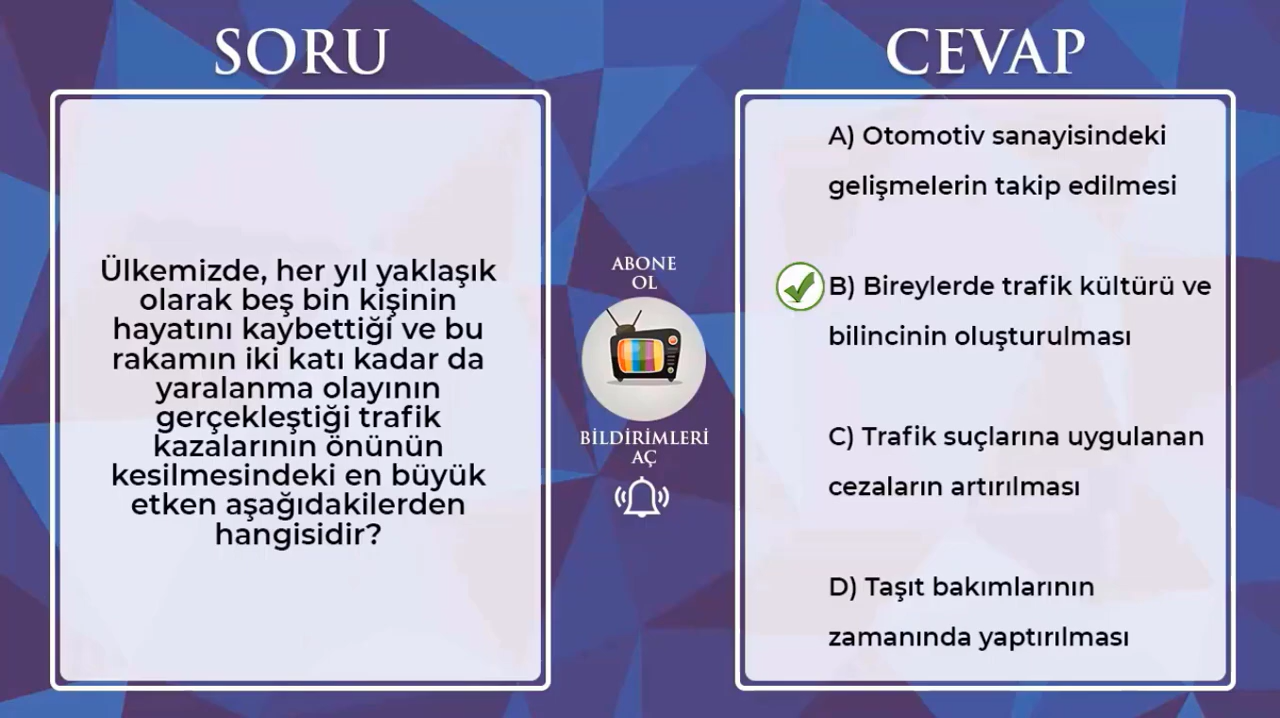 SORU
Ülkemizde, her yıl yaklaşık
olarak beş bin kişinin
hayatını kaybettiği ve bu
rakamın iki katı kadar da
yaralanma olayının
gerçekleştiği trafik
kazalarının önünün
kesilmesindeki en büyük
etken aşağıdakilerden
hangisidir?
ABONE
OL
BİLDİRİMLERİ
AÇ
CEVAP
A) Otomotiv sanayisindeki
gelişmelerin takip edilmesi
B) Bireylerde trafik kültürü ve
bilincinin oluşturulması
C) Trafik suçlarına uygulanan
cezaların artırılması
D) Taşıt bakımlarının
zamanında yaptırılması